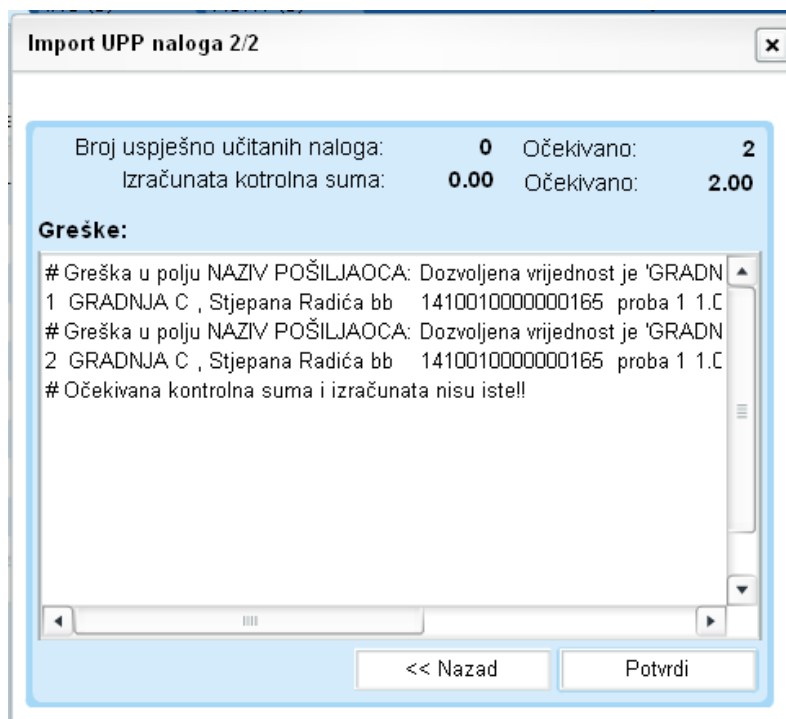 Import UPP naloga 2/2
Broj uspješno učitanih naloga: 0 Očekivano: 2
Izračunata kotrolna suma: 0.00 Očekivano: 2.00
Greške:
# Greška u polju NAZIV POŠILJAOCA: Dozvoljena vrijednost je 'GRADN
1 GRADNJA C , Stjepana Radića bb 1410010000000165 proba 1 1.0
# Greška u polju NAZIV POŠILJAOCA: Dozvoljena vrijednost je 'GRADN
2 GRADNJA C , Stjepana Radića bb 1410010000000165 proba 1 1.
# Očekivana kontrolna suma i izračunata nisu iste!!
<< Nazad Potvrdi